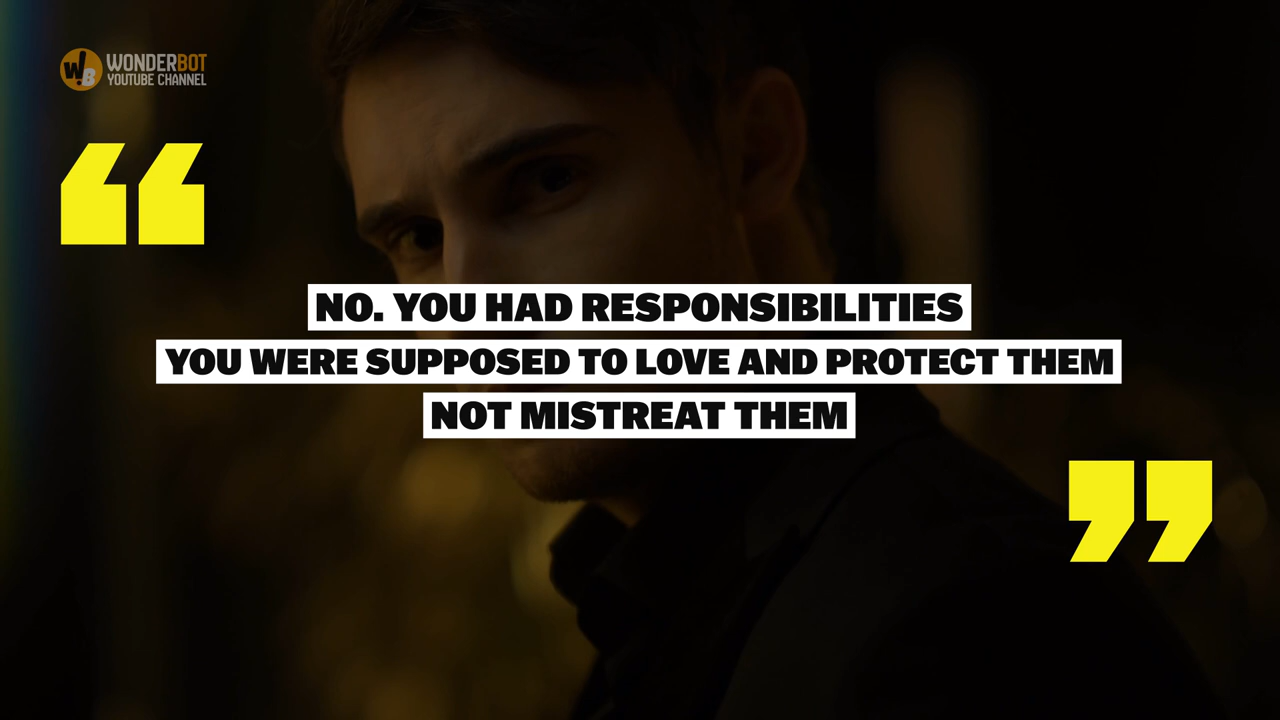 WONDERBOT
YOUTUBE CHANNEL
“
NO. YOU HAD RESPONSIBILITIES
YOU WERE SUPPOSED TO LOVE AND PROTECT THEM
NOT MISTREAT THEM
”